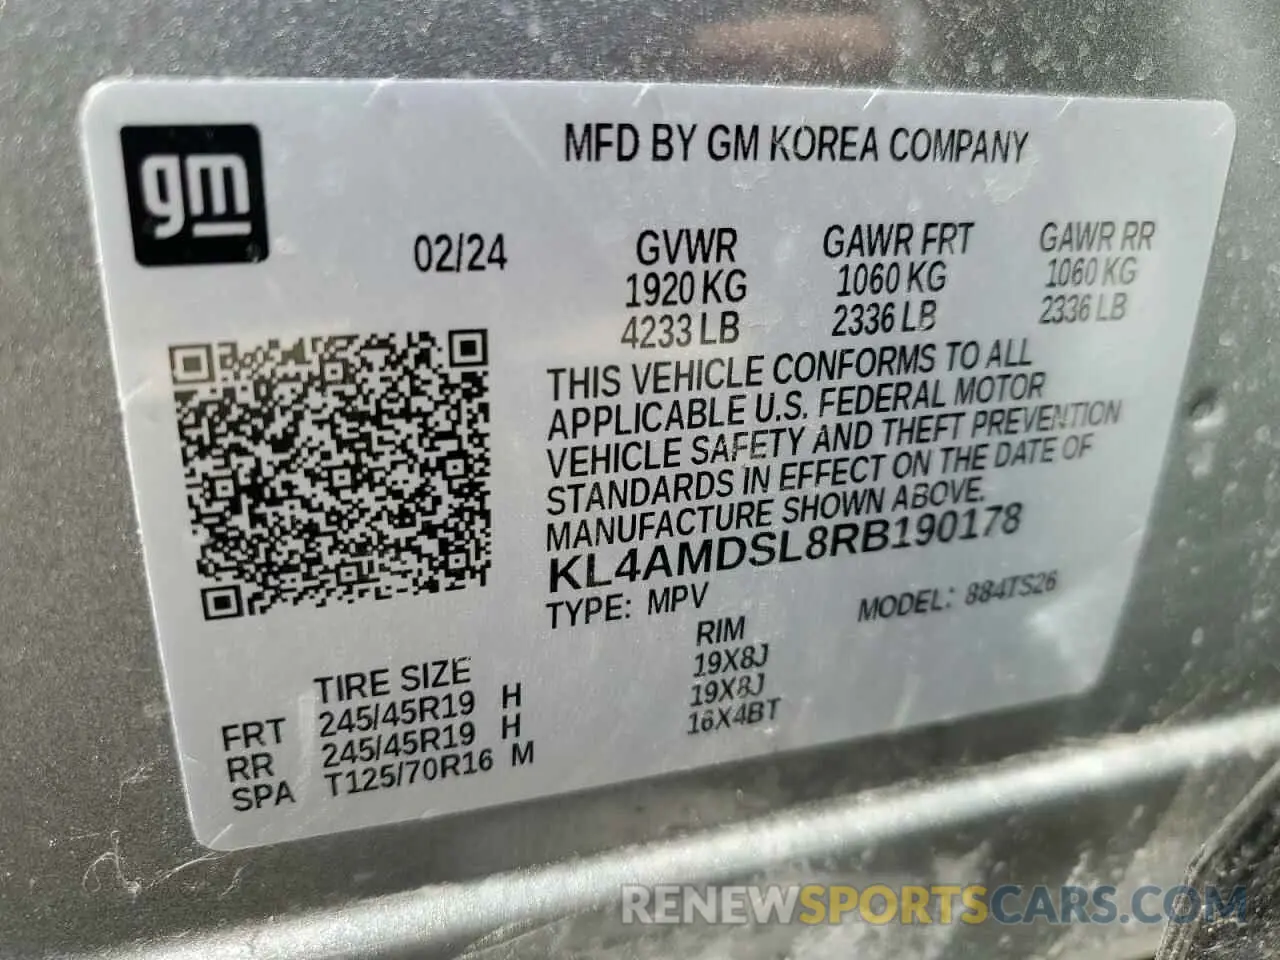 gm
MFD BY GM KOREA COMPANY
02/24
GVWR GAWR FRT GAWR RR
1920 KG 1060 KG 1060 KG
4233 LB 2336 LB 2336 LB
THIS VEHICLE CONFORMS TO ALL
APPLICABLE U.S. FEDERAL MOTOR
VEHICLE SAFETY AND THEFT PREVENTION
STANDARDS IN EFFECT ON THE DATE OF
MANUFACTURE SHOWN ABOVE.
KL4AMDSL8RB190178
TYPE: MPV MODEL: 884TS26
TIRE SIZE RIM
FRT 245/45R19 H 19X8J
RR 245/45R19 H 19X8J
SPA T125/70R16 M 16X4BT
RENEWSPORTSCARS.COM